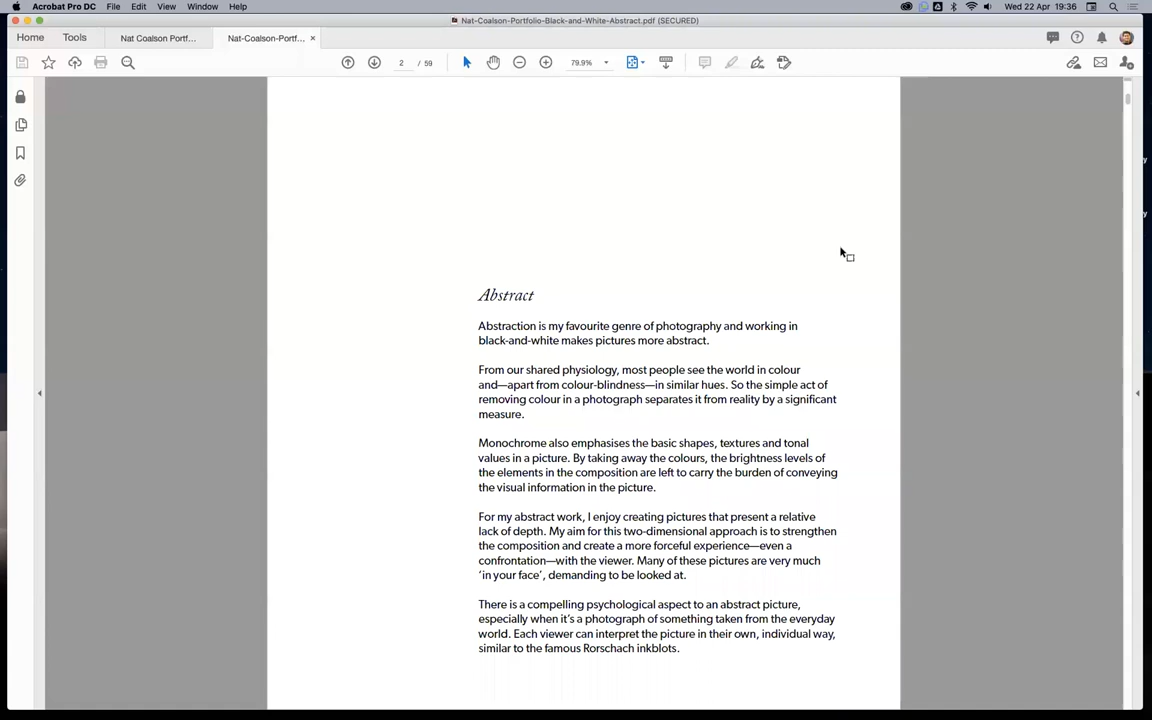 Acrobat Pro DC File Edit View Window Help Wed 22 Apr 19:36
Nat-Coalson-Portfolio-Black-and-White-Abstract.pdf (SECURED)
Home Tools Nat Coalson Portf... Nat-Coalson-Portf... ×
2 / 59 79.9%
Abstract
Abstraction is my favourite genre of photography and working in
black-and-white makes pictures more abstract.
From our shared physiology, most people see the world in colour
and—apart from colour-blindness—in similar hues. So the simple act of
removing colour in a photograph separates it from reality by a significant
measure.
Monochrome also emphasises the basic shapes, textures and tonal
values in a picture. By taking away the colours, the brightness levels of
the elements in the composition are left to carry the burden of conveying
the visual information in the picture.
For my abstract work, I enjoy creating pictures that present a relative
lack of depth. My aim for this two-dimensional approach is to strengthen
the composition and create a more forceful experience—even a
confrontation—with the viewer. Many of these pictures are very much
‘in your face’, demanding to be looked at.
There is a compelling psychological aspect to an abstract picture,
especially when it’s a photograph of something taken from the everyday
world. Each viewer can interpret the picture in their own, individual way,
similar to the famous Rorschach inkblots.